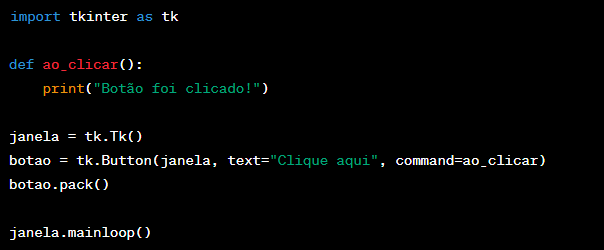 import tkinter as tk
def ao_clicar():
    print("Botão foi clicado!")
janela = tk.Tk()
botao = tk.Button(janela, text="Clique aqui", command=ao_clicar)
botao.pack()
janela.mainloop()